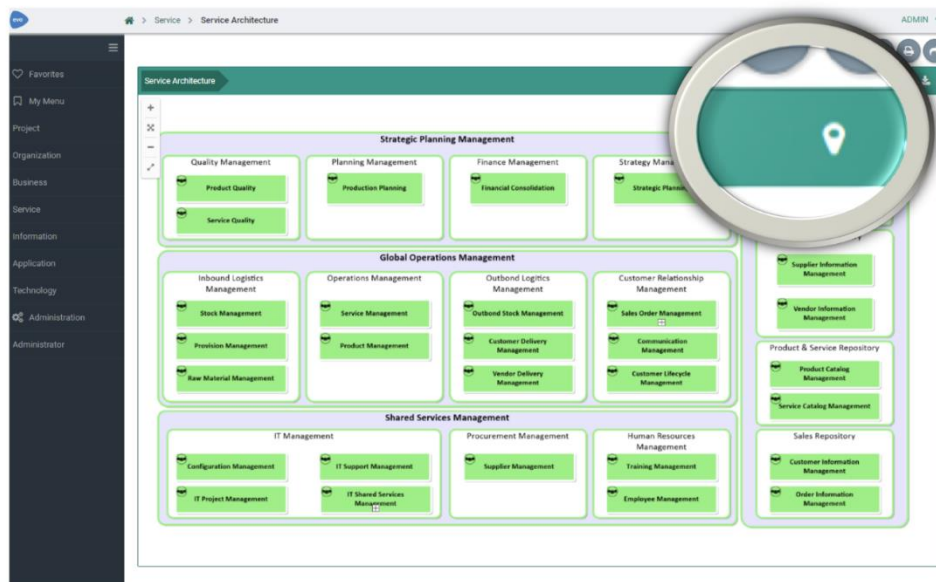 Service > Service Architecture
ADMIN
Favorites
My Menu
Project
Organization
Business
Service
Information
Application
Technology
Administration
Administrator
Service Architecture
Strategic Planning Management
Quality Management
Product Quality
Service Quality
Planning Management
Production Planning
Finance Management
Financial Consolidation
Strategic Planning
Global Operations Management
Inbound Logistics
Management
Stock Management
Provision Management
Raw Material Management
Operations Management
Service Management
Product Management
Outbond Logitics
Management
Outbond Stock Management
Customer Delivery
Management
Vendor Delivery
Management
Customer Relationship
Management
Sales Order Management
Communication
Management
Customer Lifecycle
Management
Shared Services Management
IT Management
Configuration Management
IT Support Management
IT Project Management
IT Shared Services
Management
Procurement Management
Supplier Management
Human Resources
Management
Training Management
Employee Management
Supplier Information
Management
Vendor Information
Management
Product & Service Repository
Product Catalog
Management
Service Catalog Management
Sales Repository
Customer Information
Management
Order Information
Management